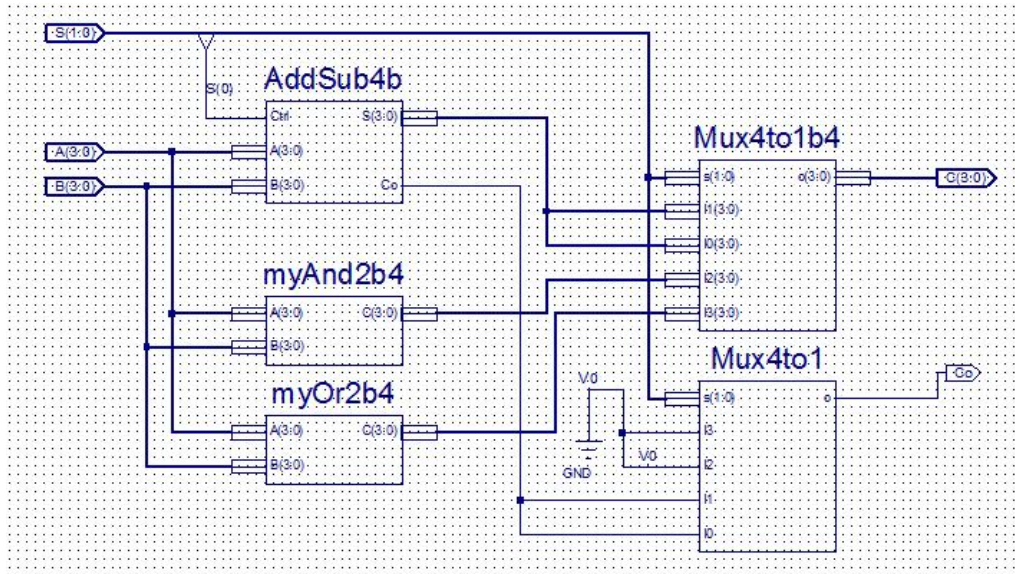 S(1:0)
S(0)
AddSub4b
Ctrl
S(3:0)
A(3:0)
A(3:0)
B(3:0)
B(3:0)
Co
Mux4to1b4
s(1:0)
o(3:0)
C(3:0)
I1(3:0)
I0(3:0)
I2(3:0)
I3(3:0)
myAnd2b4
A(3:0)
C(3:0)
B(3:0)
myOr2b4
A(3:0)
C(3:0)
B(3:0)
Mux4to1
V0
s(1:0)
o
Co
I3
V0
I2
GND
I1
I0